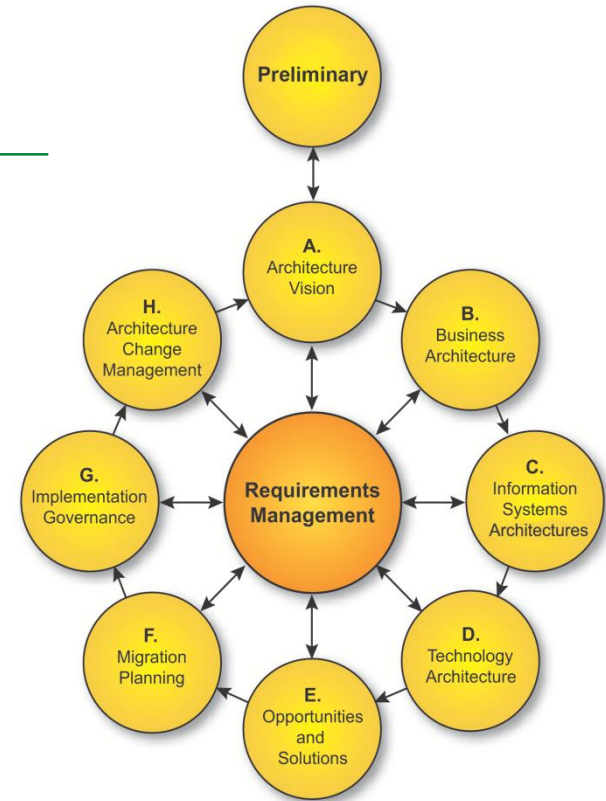 Preliminary
A.
Architecture
Vision
B.
Business
Architecture
C.
Information
Systems
Architectures
D.
Technology
Architecture
E.
Opportunities
and
Solutions
F.
Migration
Planning
G.
Implementation
Governance
H.
Architecture
Change
Management
Requirements
Management